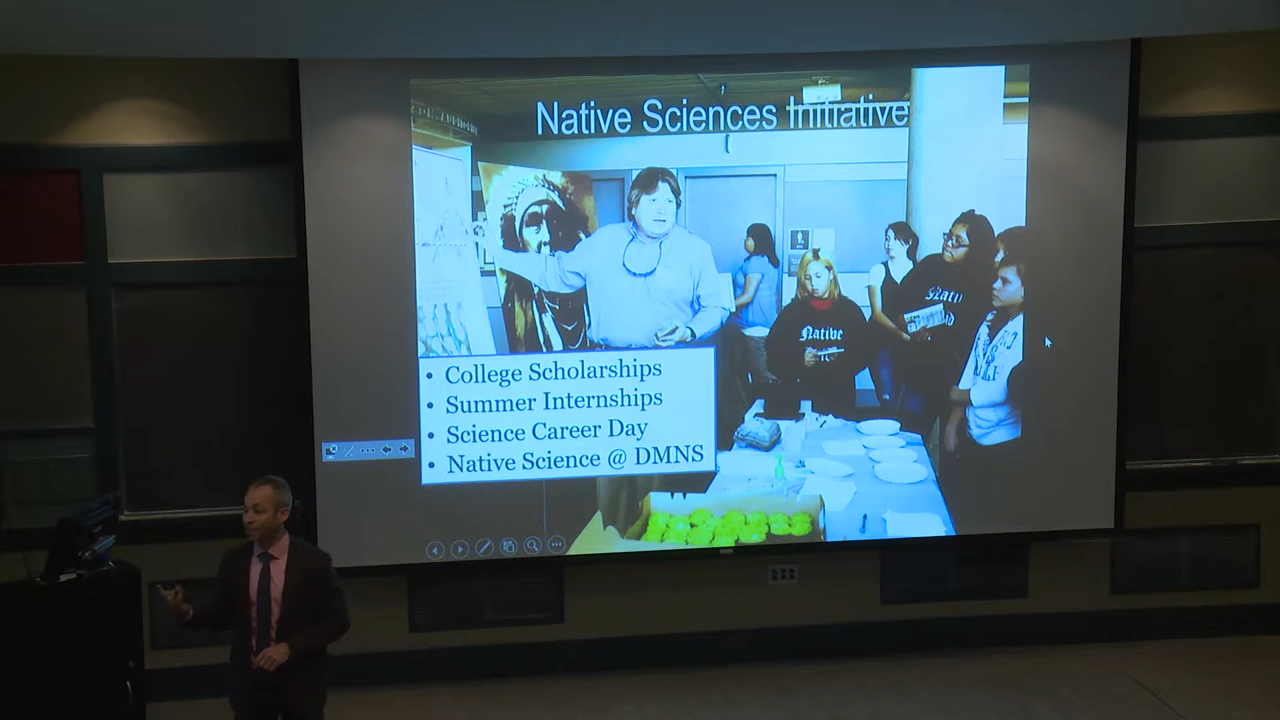 Native Sciences Initiative
Native
• College Scholarships
• Summer Internships
• Science Career Day
• Native Science @ DMNS